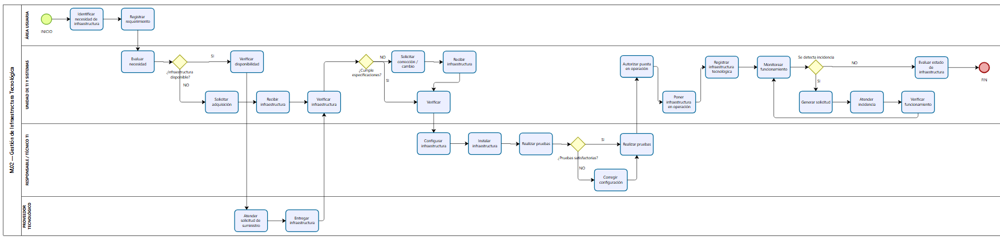 M.02 — Gestión de Infraestructura Tecnológica
ÁREA USUARIA
INICIO
Identificar
necesidad de
infraestructura
Registrar
requerimiento
UNIDAD DE TI Y SISTEMAS
Evaluar
necesidad
¿Infraestructura
disponible?
SI
NO
Verificar
disponibilidad
Solicitar
adquisición
Recibir
infraestructura
Verificar
infraestructura
¿Cumple
especificaciones?
NO
SI
Solicitar
corrección /
cambio
Recibir
infraestructura
Verificar
Autorizar puesta
en operación
Poner
infraestructura
en operación
Registrar
infraestructura
tecnológica
Monitorear
funcionamiento
Se detecta incidencia
NO
SI
Generar solicitud
Atender
incidencia
Verificar
funcionamiento
Evaluar estado
de
infraestructura
FIN
RESPONSABLE / TÉCNICO TI
Configurar
infraestructura
Instalar
infraestructura
Realizar pruebas
¿Pruebas satisfactorias?
SI
NO
Realizar pruebas
Corregir
configuración
PROVEEDOR
TECNOLÓGICO
Atender
solicitud de
suministro
Entregar
infraestructura